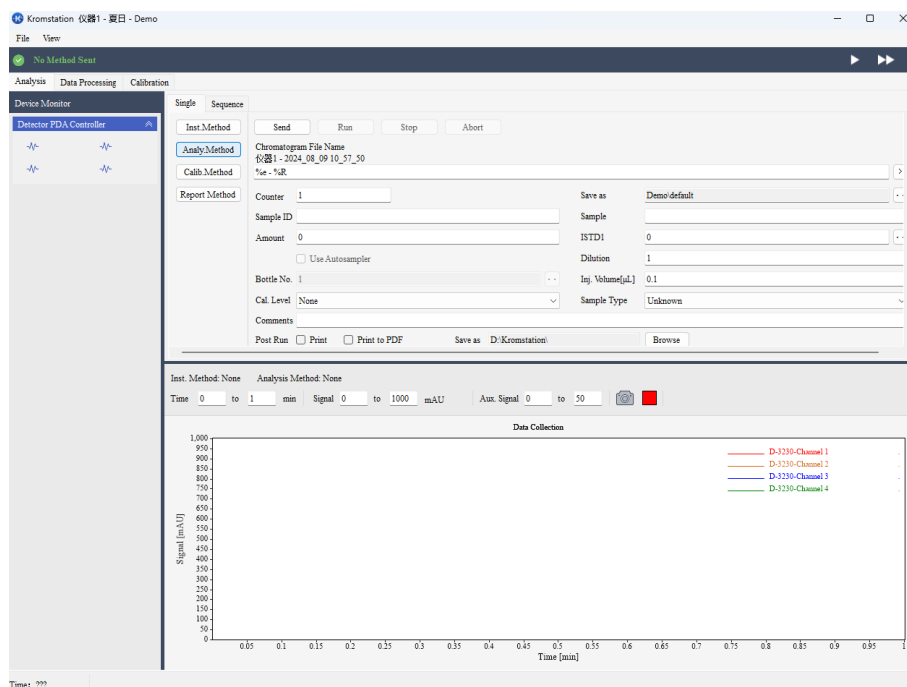 Kromstation 仪器1 - 夏日 - Demo
File View
No Method Sent
Analysis Data Processing Calibration
Device Monitor
Detector PDA Controller
Single Sequence
Inst.Method Send Run Stop Abort
Analy.Method
Calib.Method
Report Method
Chromatogram File Name
仪器1 - 2024_08_09 10_57_50
%e - %R
Counter 1 Save as Demo\default
Sample ID Sample
Amount 0 ISTD1 0
Use Autosampler Dilution 1
Bottle No. 1 Inj. Volume[μL] 0.1
Cal. Level None Sample Type Unknown
Comments
Post Run Print Print to PDF Save as D:\Kromstation\ Browse
Inst. Method: None Analysis Method: None
Time 0 to 1 min Signal 0 to 1000 mAU Aux. Signal 0 to 50
Data Collection
D-3230-Channel 1
D-3230-Channel 2
D-3230-Channel 3
D-3230-Channel 4
Signal [mAU]
1,000
950
900
850
800
750
700
650
600
550
500
450
400
350
300
250
200
150
100
50
0
0.05 0.1 0.15 0.2 0.25 0.3 0.35 0.4 0.45 0.5 0.55 0.6 0.65 0.7 0.75 0.8 0.85 0.9 0.95 1
Time [min]
Time: ???